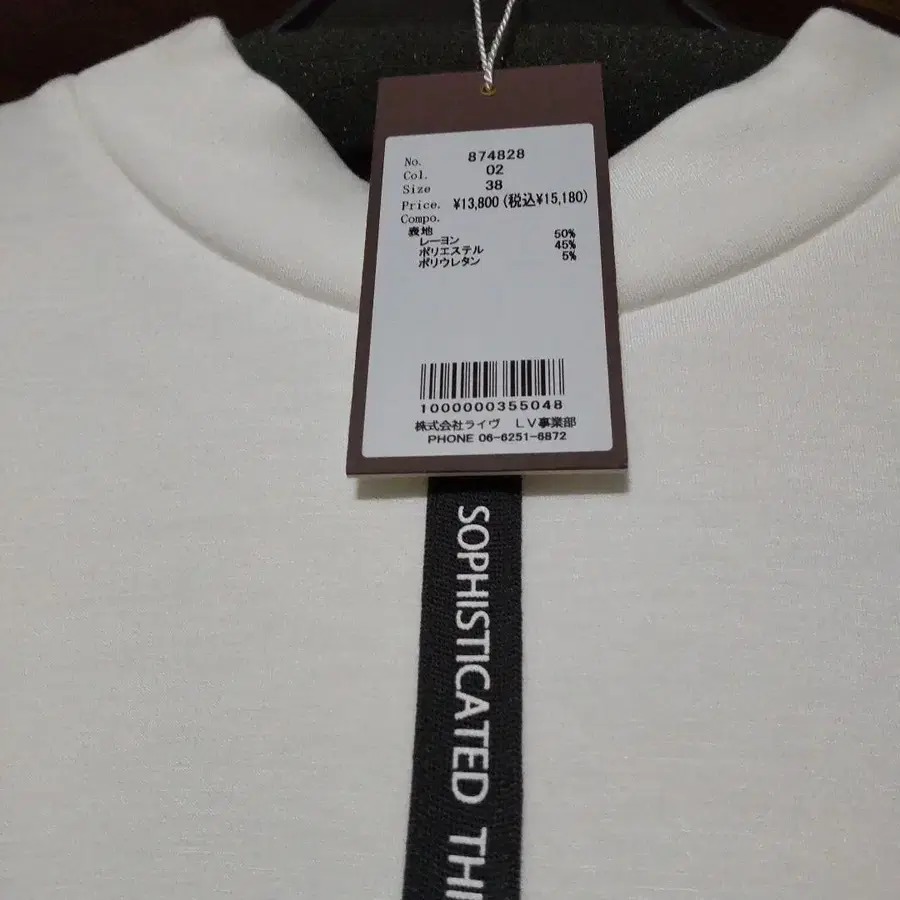 No. 874828
Col. 02
Size 38
Price. ¥13,800(税込¥15,180)
Compo.
表地
レーヨン 50%
ポリエステル 45%
ポリウレタン 5%
1000000355048
株式会社ライヴ LV事業部
PHONE 06-6251-6872
SOPHISTICATED THI